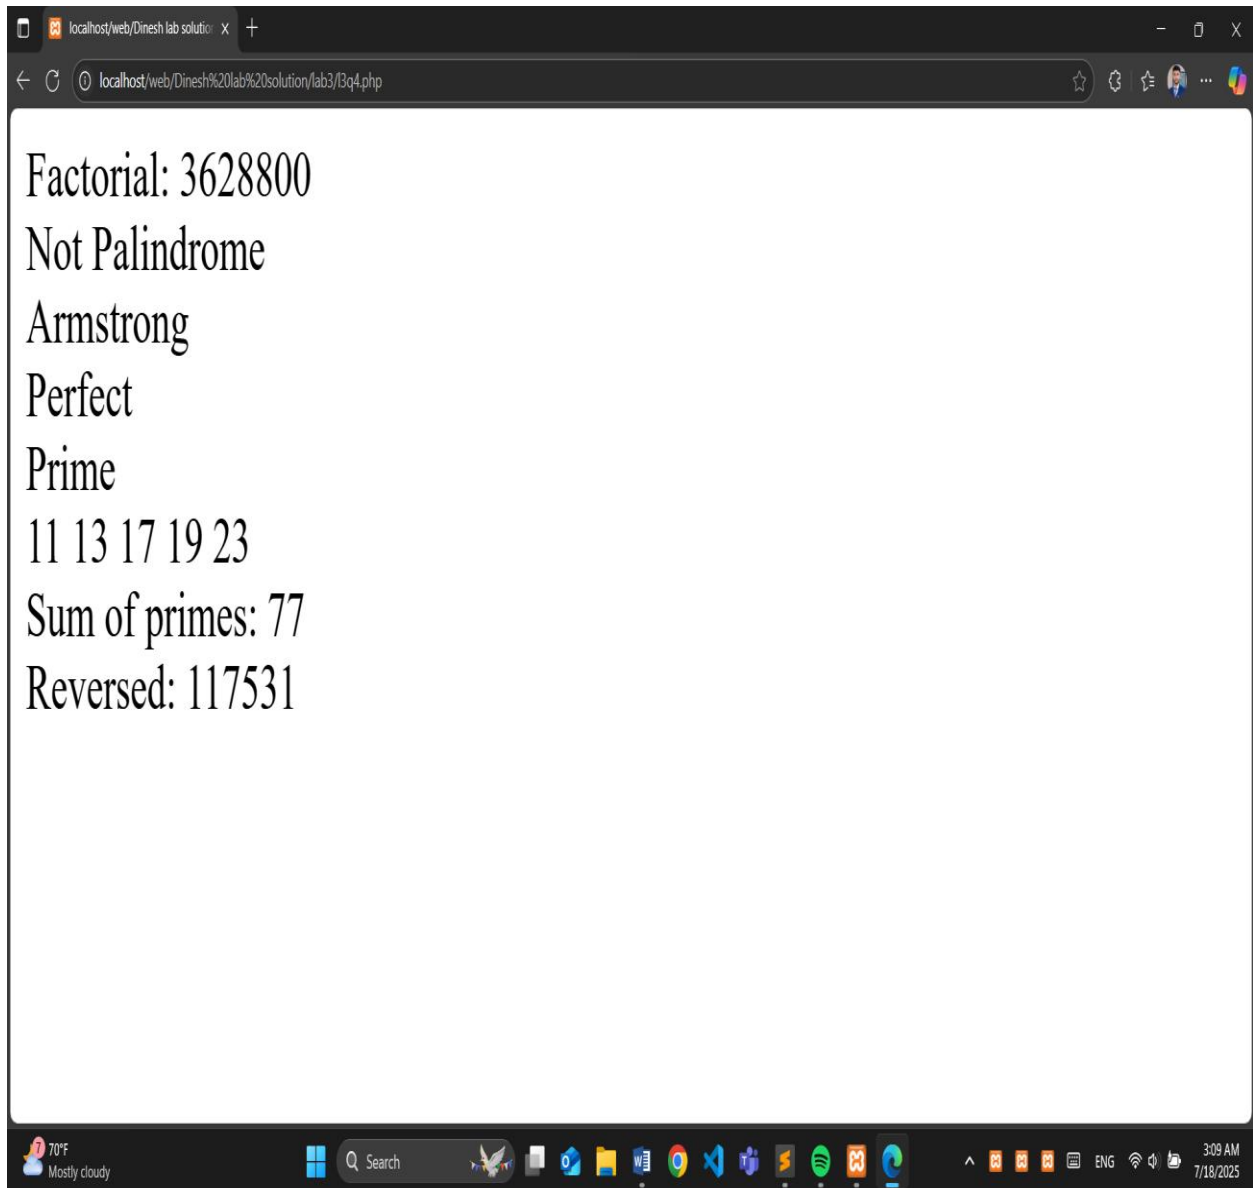 localhost/web/Dinesh lab solution
localhost/web/Dinesh%20lab%20solution/lab3/l3q4.php
Factorial: 3628800
Not Palindrome
Armstrong
Perfect
Prime
11 13 17 19 23
Sum of primes: 77
Reversed: 117531
7
70°F
Mostly cloudy
Search
ENG
3:09 AM
7/18/2025